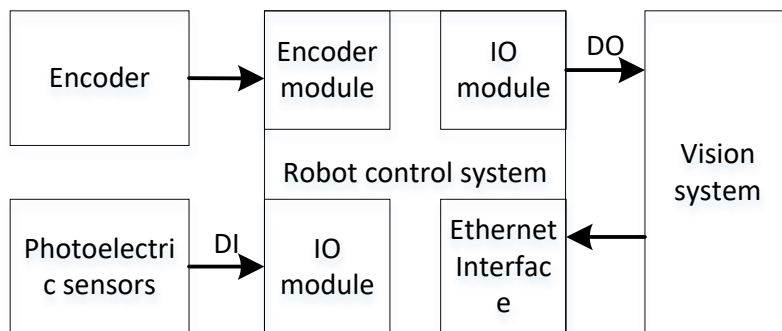 Encoder
Encoder
module
IO
module
DO
Vision
system
Robot control system
Photoelectri
c sensors
DI
IO
module
Ethernet
Interfac
e